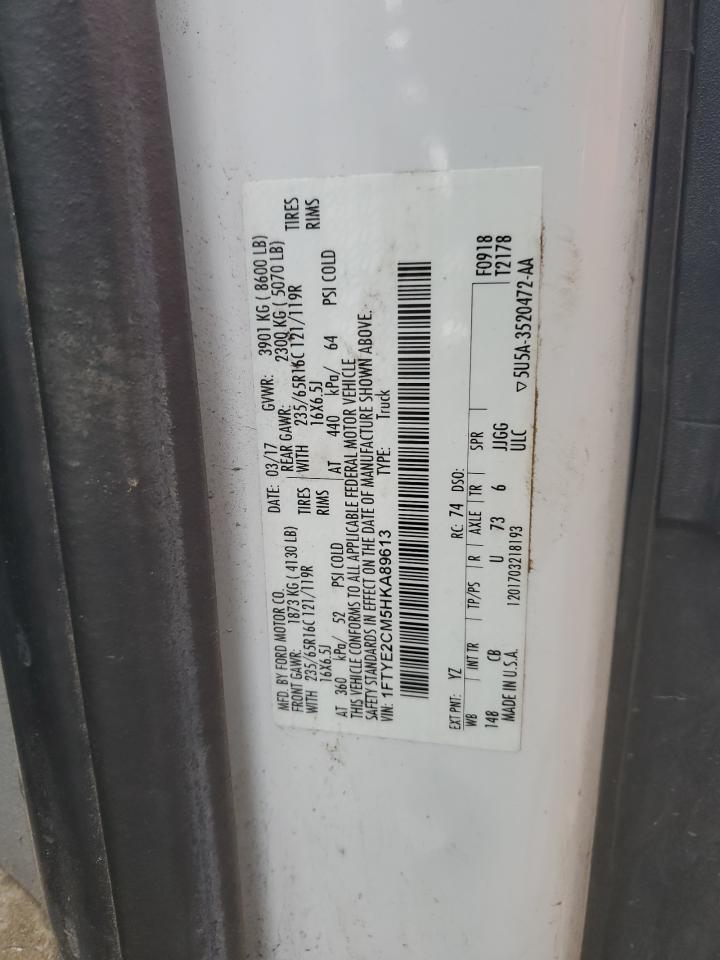 MFD. BY FORD MOTOR CO. DATE: 03/17 GVWR: 3901 KG ( 8600 LB)
FRONT GAWR: 1873 KG ( 4130 LB) REAR GAWR: 2300 KG ( 5070 LB)
WITH 235/65R16C 121/119R TIRES WITH 235/65R16C 121/119R TIRES
16X6.5J RIMS 16X6.5J RIMS
AT 360 kPa/ 52 PSI COLD AT 440 kPa/ 64 PSI COLD
THIS VEHICLE CONFORMS TO ALL APPLICABLE FEDERAL MOTOR VEHICLE
SAFETY STANDARDS IN EFFECT ON THE DATE OF MANUFACTURE SHOWN ABOVE.
VIN: 1FTYE2CM5HKA89613 TYPE: Truck
EXT PNT: YZ RC: 74 DSO: F0918
WB INT TR TP/PS R AXLE TR SPR T2178
148 CB U 73 6 JJGG
MADE IN U.S.A. 1201703218193 ULC ▽5U5A-3520472-AA